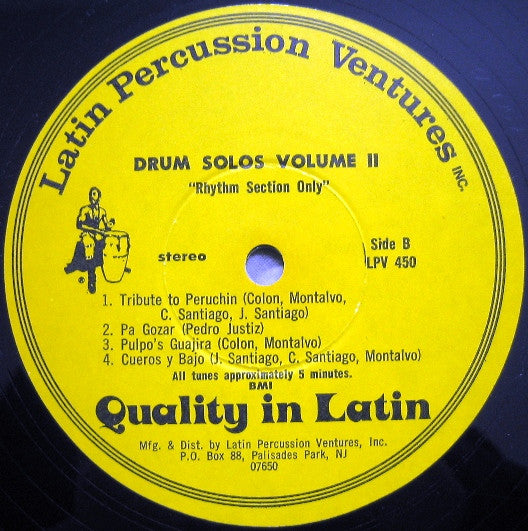 Latin Percussion Ventures, INC.
DRUM SOLOS VOLUME II
"Rhythm Section Only"
stereo
Side B
LPV 450
1. Tribute to Peruchin (Colon, Montalvo,
C. Santiago, J. Santiago)
2. Pa Gozar (Pedro Justiz)
3. Pulpo's Guajira (Colon, Montalvo)
4. Cueros y Bajo (J. Santiago, C. Santiago, Montalvo)
All tunes approximately 5 minutes.
BMI
Quality in Latin
Mfg. & Dist. by Latin Percussion Ventures, Inc.
P.O. Box 88, Palisades Park, NJ
07650